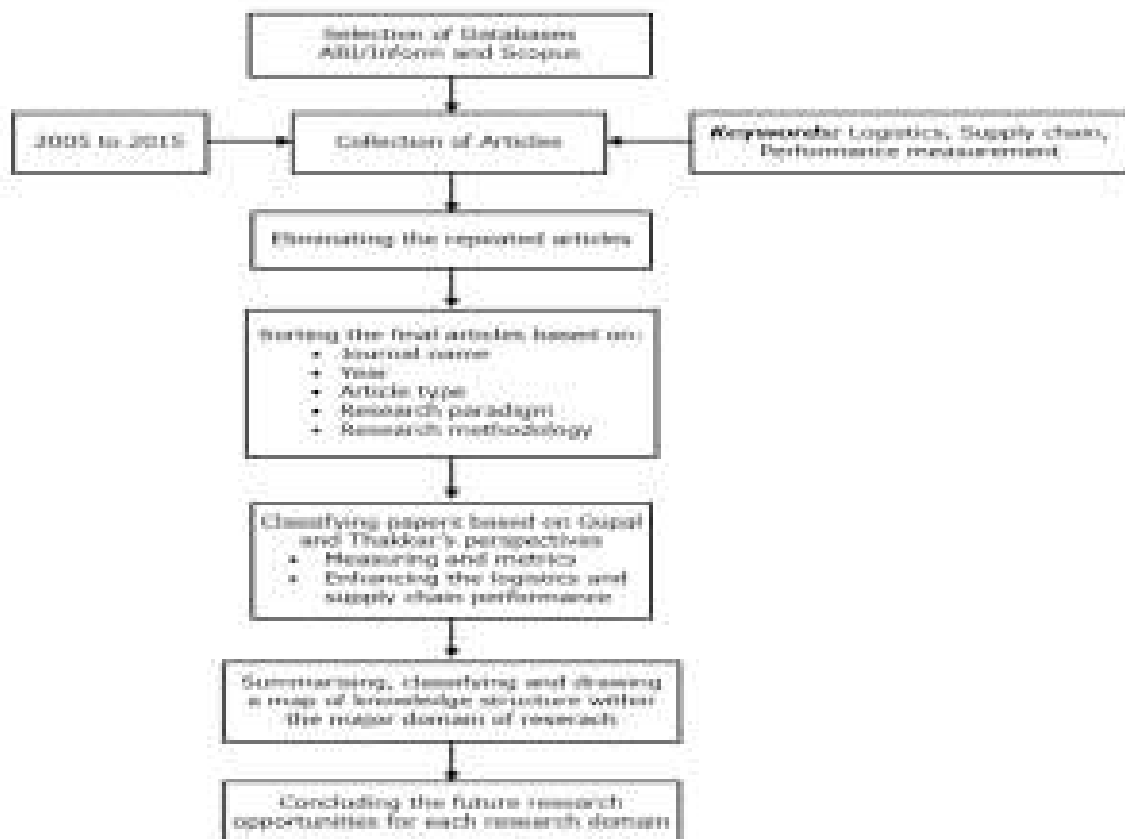 Selection of Databases
ABI/Inform and Scopus
2005 to 2015
Collection of Articles
Keywords: Logistics, Supply chain,
Performance measurement
Eliminating the repeated articles
Sorting the final articles based on:
• Journal name
• Year
• Article type
• Research paradigm
• Research methodology
Classifying papers based on Gopal
and Thakkar's perspectives
• Measuring and metrics
• Enhancing the logistics and
supply chain performance
Summarising, classifying and drawing
a map of knowledge structure within
the major domain of reserach
Concluding the future research
opportunities for each research domain